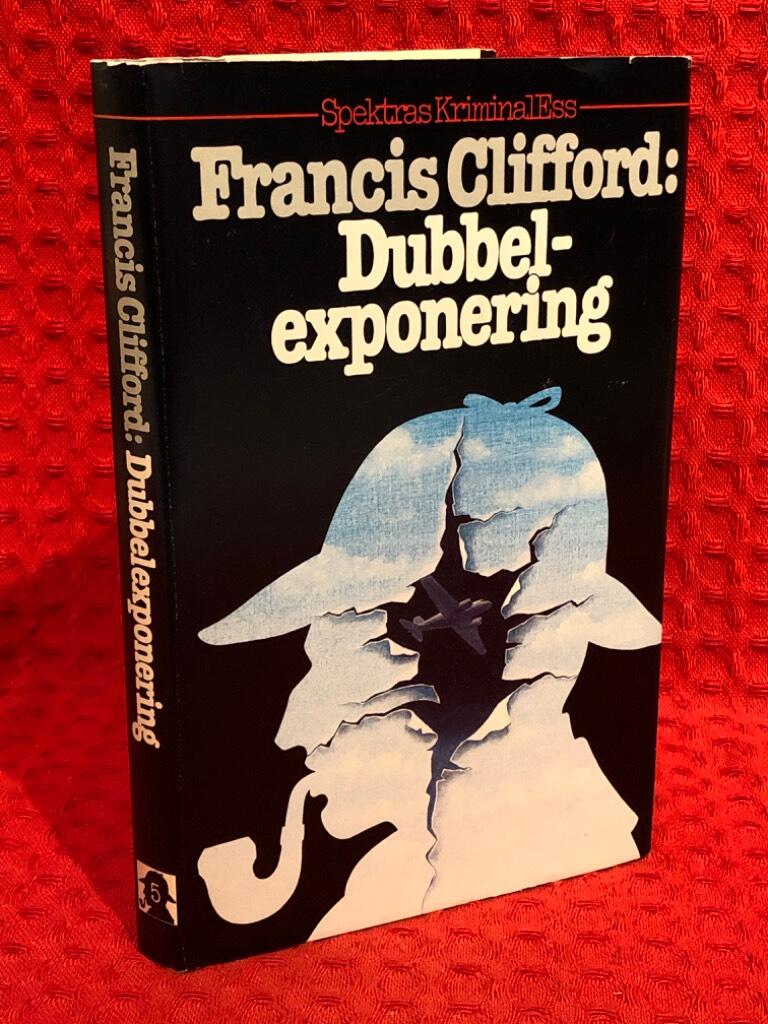 Spektras KriminalEss
Francis Clifford:
Dubbel-
exponering
Francis Clifford: Dubbelexponering
5